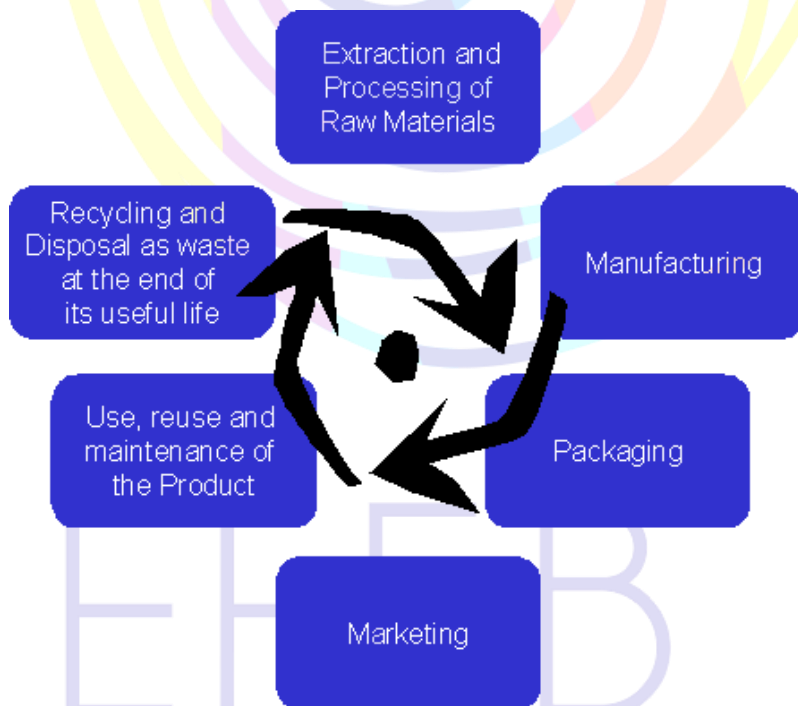 Extraction and
Processing of
Raw Materials
Manufacturing
Packaging
Marketing
Use, reuse and
maintenance of
the Product
Recycling and
Disposal as waste
at the end of
its useful life